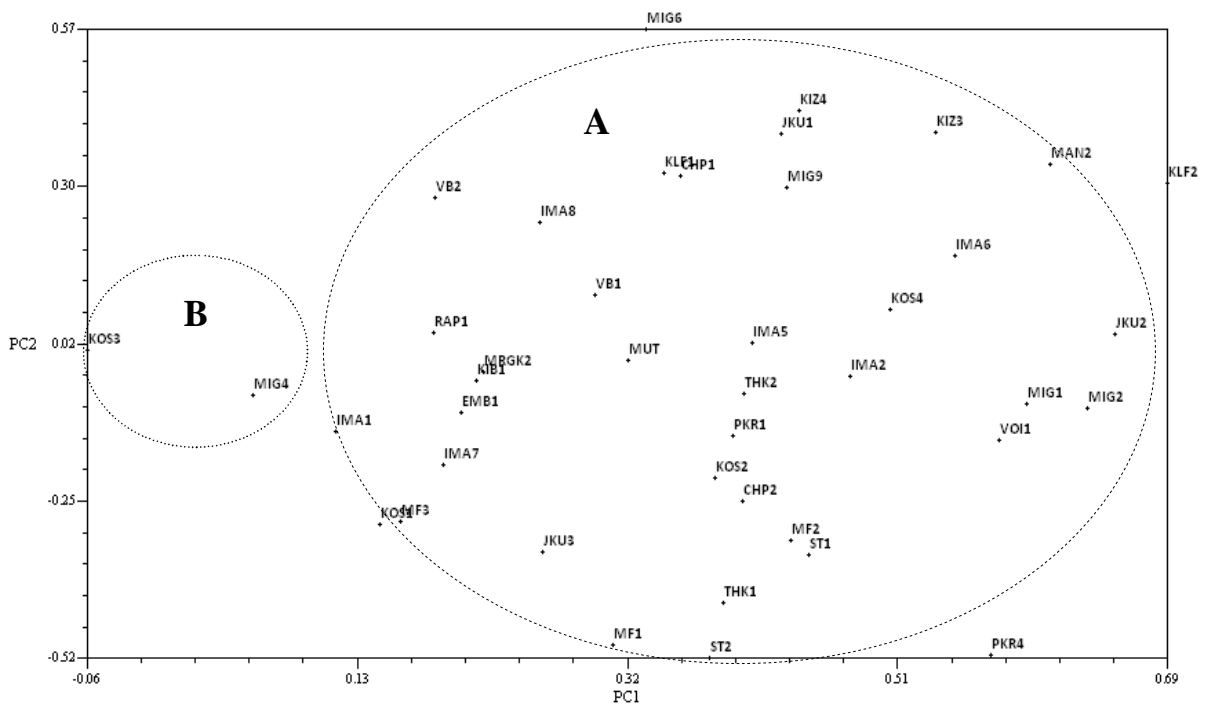 MIG6
0.57
KIZ4
A
JKU1
KIZ3
MAN2
KLF1
CHP1
KLF2
MIG9
0.30
VB2
IMA8
IMA6
VB1
KOS4
B
RAP1
JKU2
KOS3
PC2
0.02
IMA5
MUT
MRGK2
KIB1
IMA2
MIG4
THK2
MIG1
MIG2
EMB1
IMA1
PKR1
VOI1
IMA7
KOS2
CHP2
-0.25
KOS1
MF3
MF2
ST1
JKU3
THK1
MF1
ST2
PKR4
-0.52
-0.06
0.13
0.32
0.51
0.69
PC1